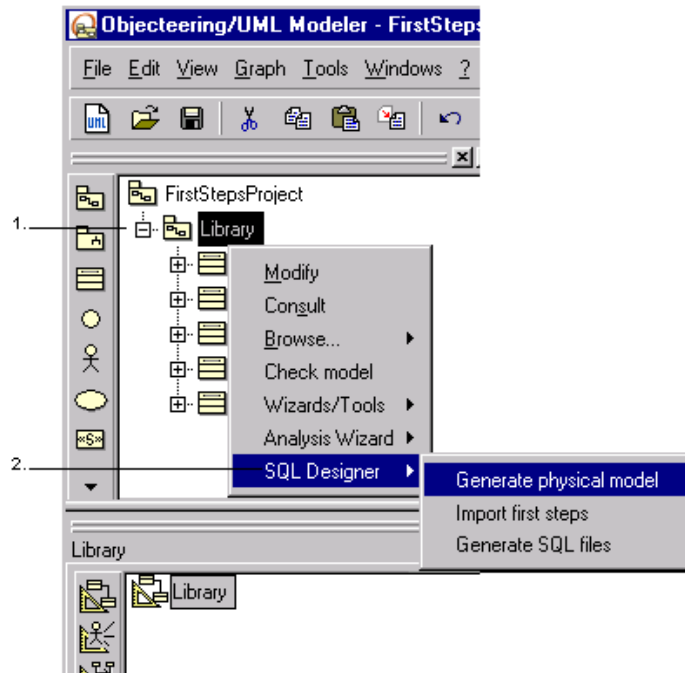 Objecteering/UML Modeler - FirstSteps
File Edit View Graph Tools Windows ?
UML
FirstStepsProject
1.
Library
Modify
Consult
Browse...
Check model
Wizards/Tools
Analysis Wizard
«S»
2.
SQL Designer
Generate physical model
Import first steps
Generate SQL files
Library
Library